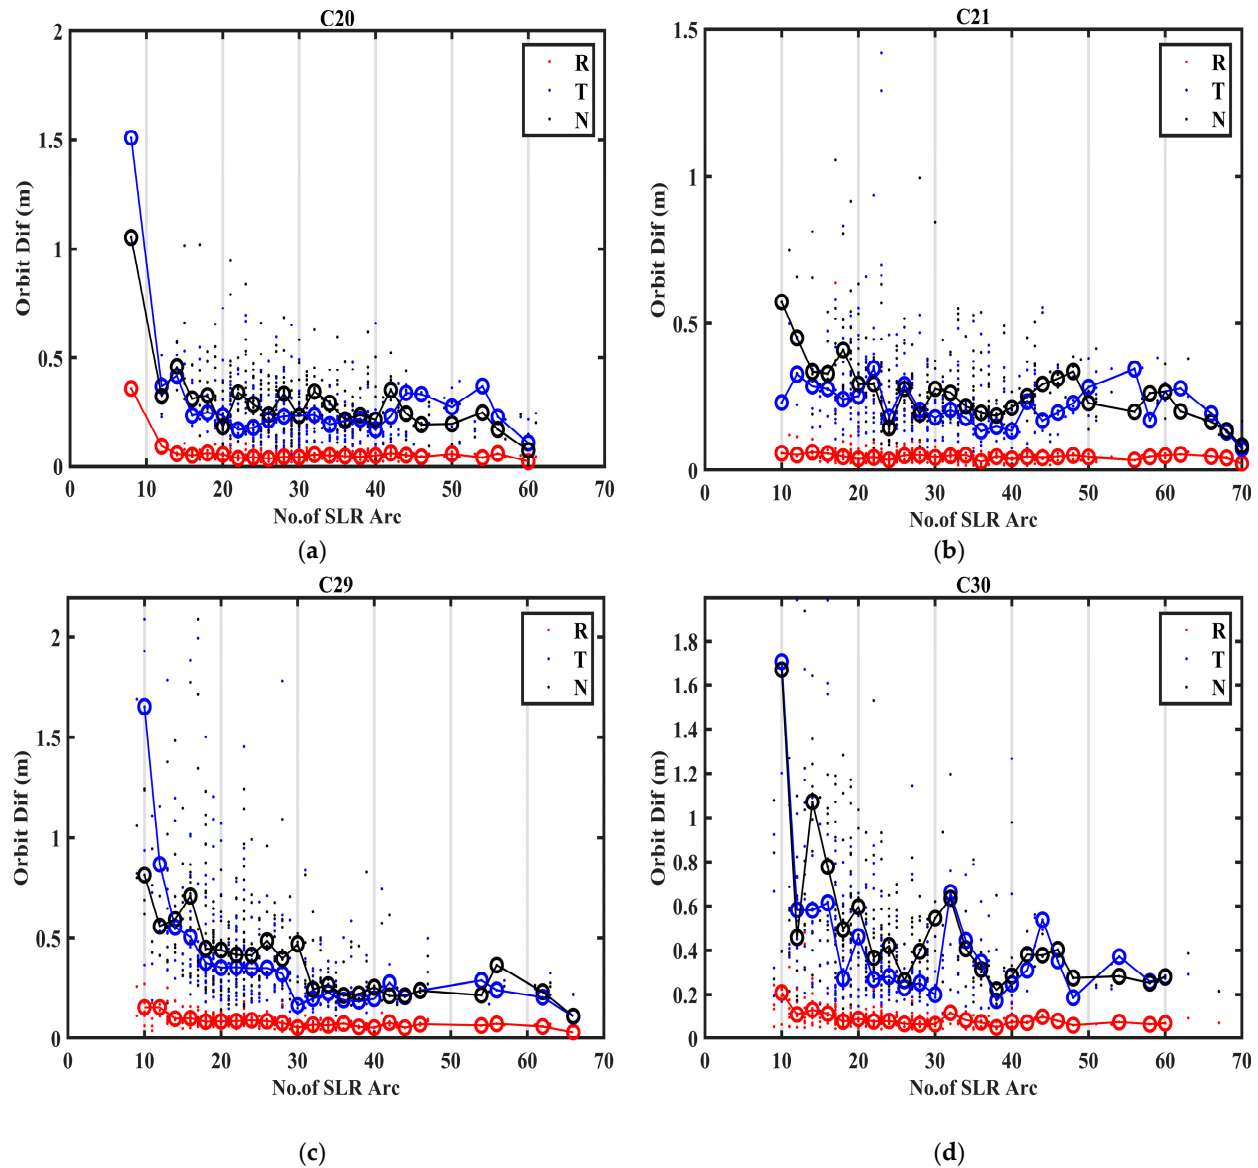 C20
2
1.5
1
0.5
0
Orbit Dif (m)
R
T
N
0 10 20 30 40 50 60 70
No.of SLR Arc
(a)
C21
1.5
1
0.5
0
Orbit Dif (m)
R
T
N
0 10 20 30 40 50 60 70
No.of SLR Arc
(b)
C29
2
1.5
1
0.5
0
Orbit Dif (m)
R
T
N
0 10 20 30 40 50 60 70
No.of SLR Arc
(c)
C30
1.8
1.6
1.4
1.2
1
0.8
0.6
0.4
0.2
0
Orbit Dif (m)
R
T
N
0 10 20 30 40 50 60 70
No.of SLR Arc
(d)